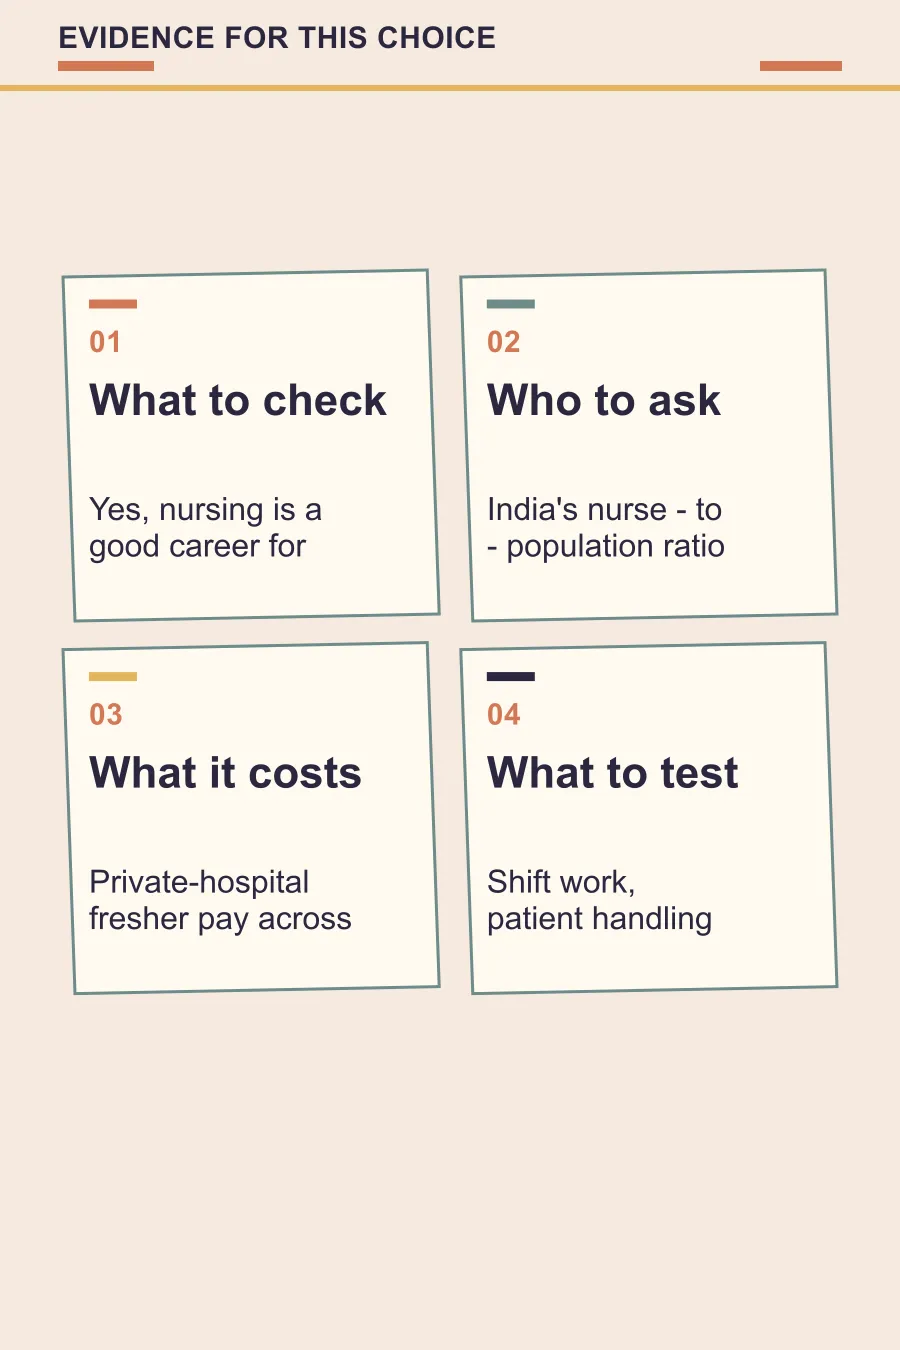 EVIDENCE FOR THIS CHOICE
01
What to check
Yes, nursing is a
good career for
02
Who to ask
India's nurse - to
- population ratio
03
What it costs
Private-hospital
fresher pay across
04
What to test
Shift work,
patient handling